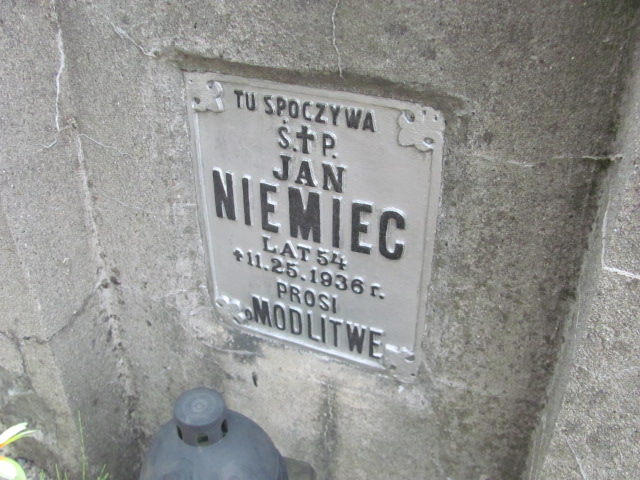 TU SPOCZYWA
Ś.✝P.
JAN
NIEMIEC
LAT 54
✝11.25.1936 r.
PROSI
o MODLITWE